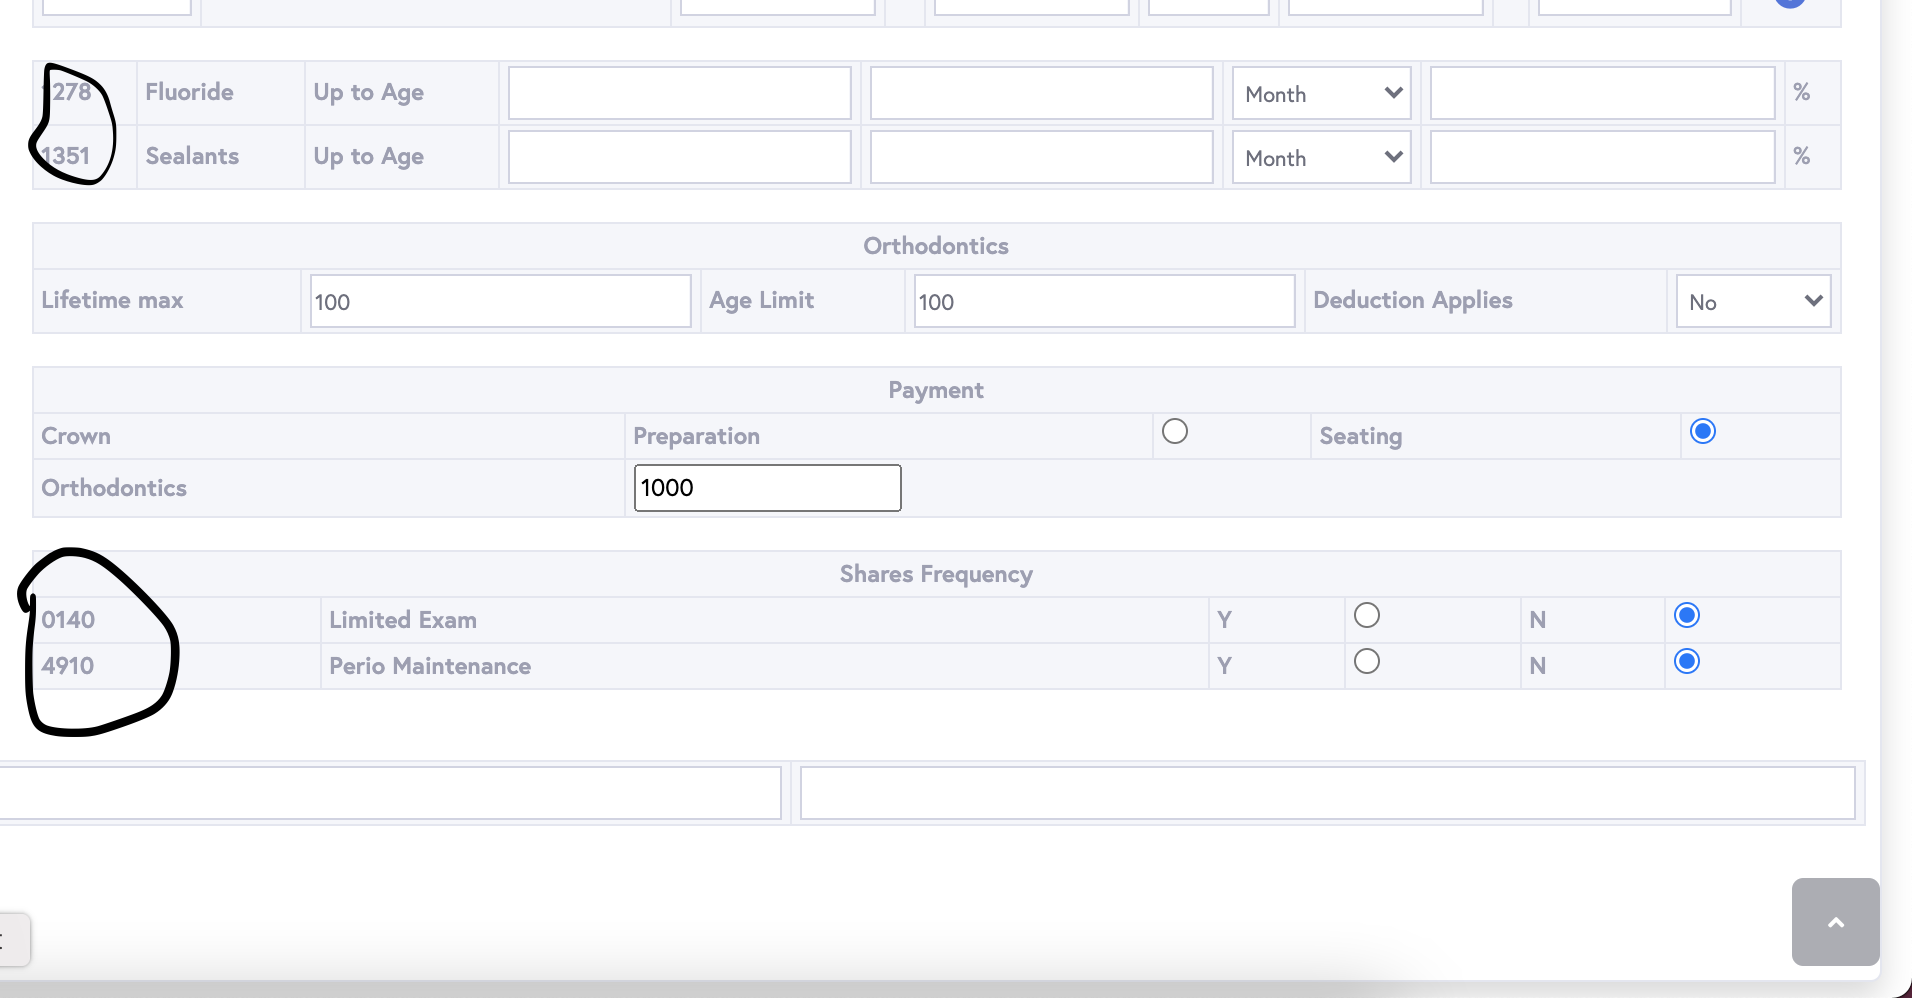 278 Fluoride Up to Age Month %
1351 Sealants Up to Age Month %
Orthodontics
Lifetime max 100 Age Limit 100 Deduction Applies No
Payment
Crown Preparation Seating
Orthodontics 1000
Shares Frequency
0140 Limited Exam Y N
4910 Perio Maintenance Y N